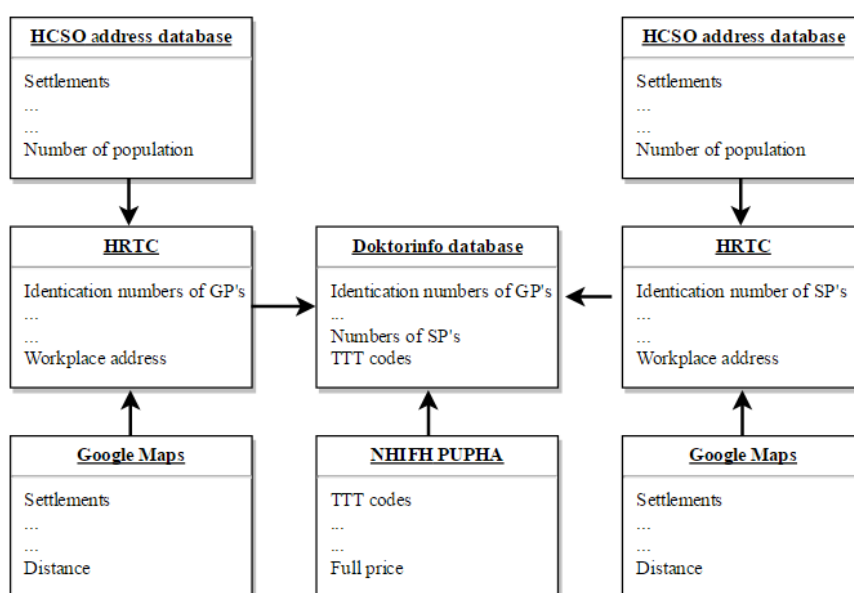 HCSO address database
Settlements
...
...
Number of population
HCSO address database
Settlements
...
...
Number of population
HRTC
Identication numbers of GP's
...
...
Workplace address
Doktorinfo database
Identication numbers of GP's
...
Numbers of SP's
TTT codes
HRTC
Identication number of SP's
...
...
Workplace address
Google Maps
Settlements
...
...
Distance
NHIFH PUPHA
TTT codes
...
...
Full price
Google Maps
Settlements
...
...
Distance